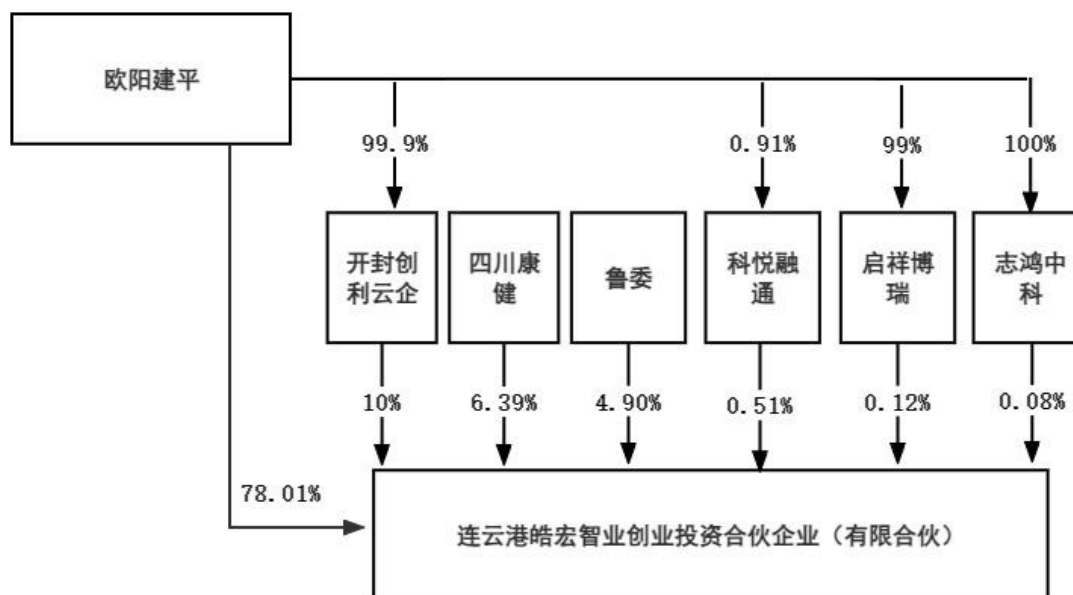 欧阳建平
99.9%
0.91%
99%
100%
开封创
利云企
四川康
健
鲁委
科悦融
通
启祥博
瑞
志鸿中
科
10%
6.39%
4.90%
0.51%
0.12%
0.08%
78.01%
连云港皓宏智业创业投资合伙企业（有限合伙）